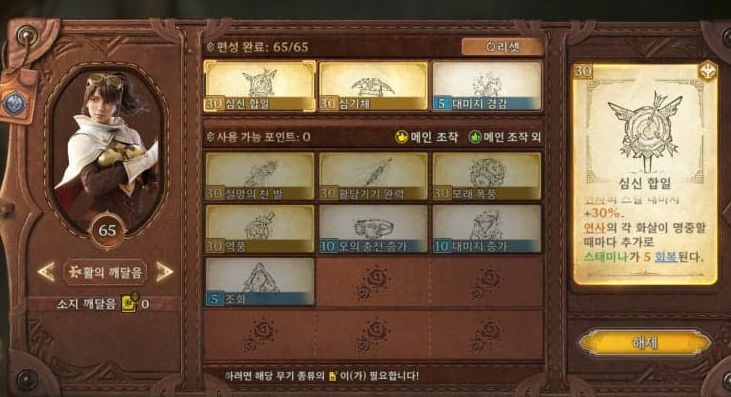 편성 완료: 65/65
리셋
30 심신 합일
30 심기체
5 대미지 경감
사용 가능 포인트: 0
메인 조작
메인 조작 외
30 절명의 진 발
30 활당기기 완력
30 모래 폭풍
30 악풍
10 오의 충전 증가
10 대미지 증가
5 조화
65
활의 깨달음
소지 깨달음 0
하려면 해당 무기 종류의 이(가) 필요합니다!
30
심신 합일
+30%.
연사의 각 화살이 명중할
때마다 추가로
스태미나가 5 회복된다.
해제